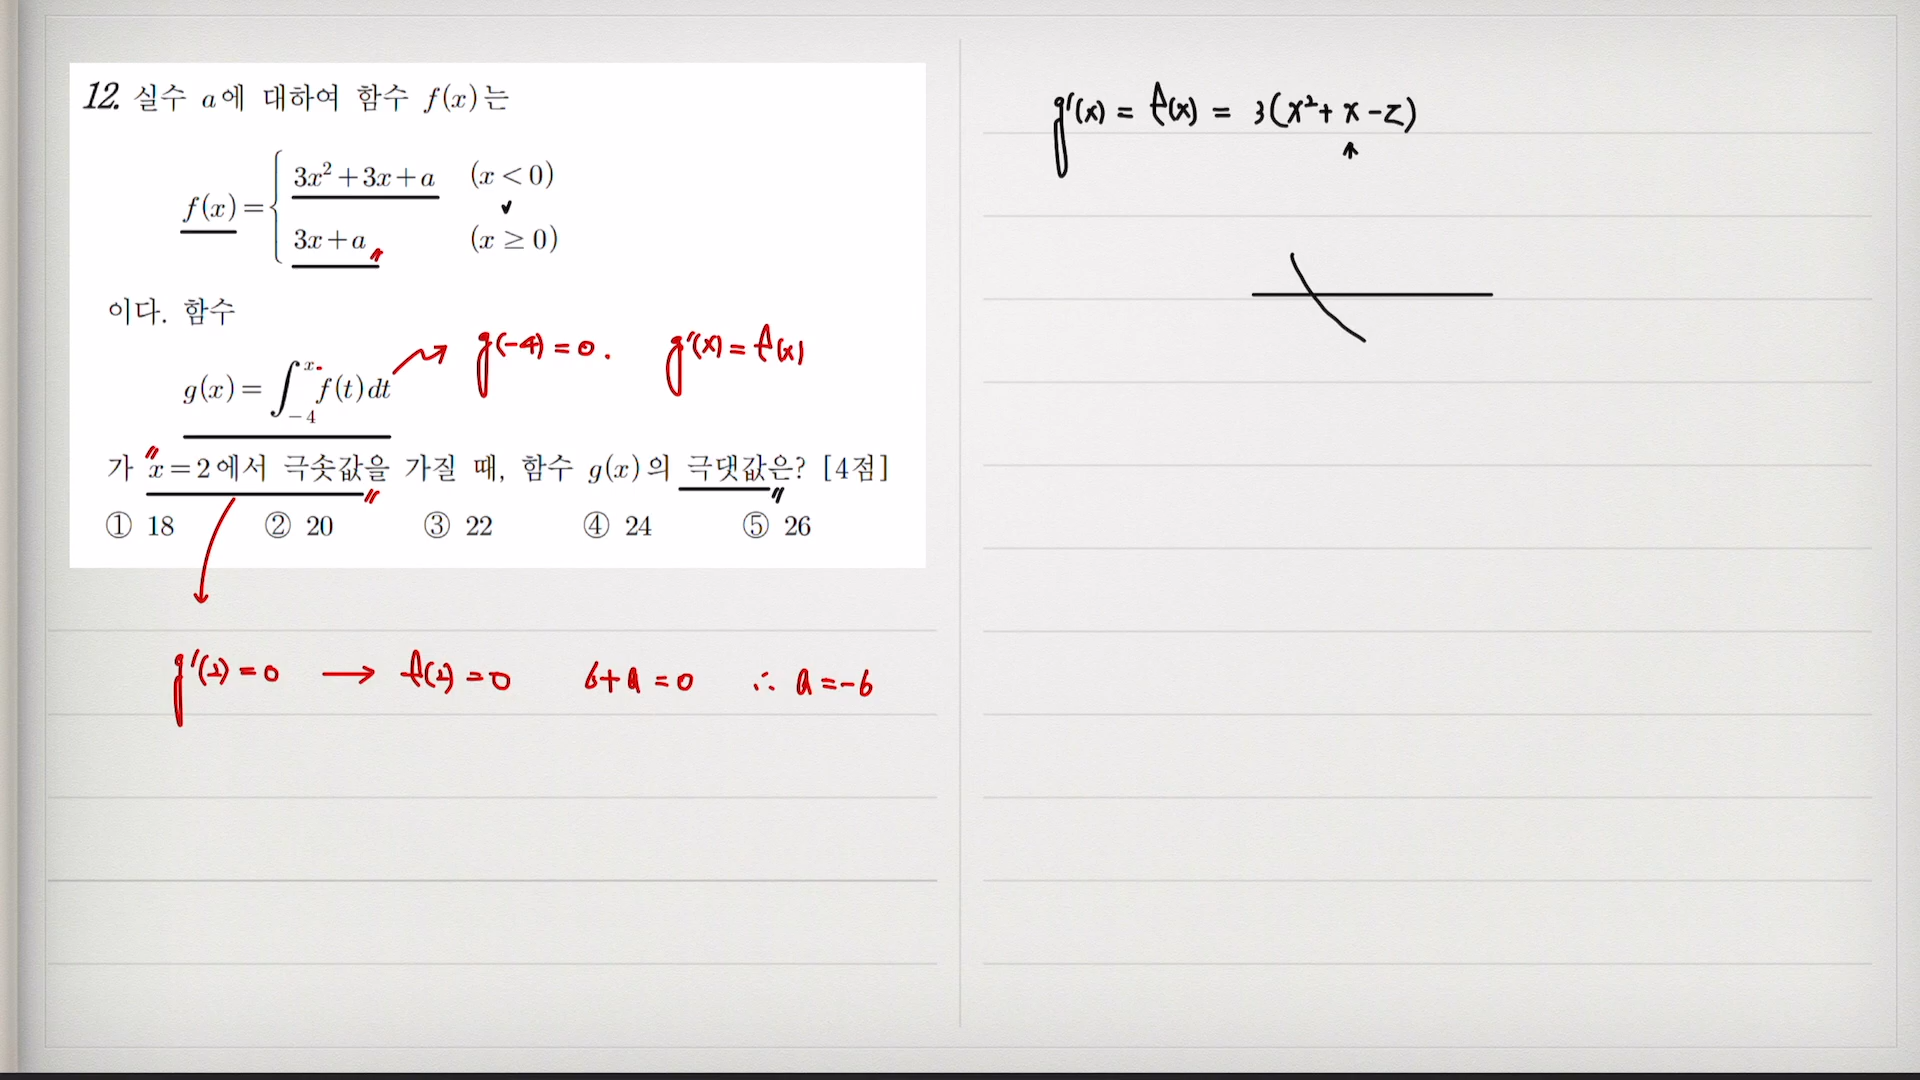 12. 실수 a에 대하여 함수 f(x)는
f(x) = { 3x² + 3x + a (x < 0)
3x + a (x ≥ 0)
이다. 함수
g(x) = ∫₋₄ˣ f(t) dt
g(-4) = 0. g'(x) = f(x)
가 x = 2에서 극솟값을 가질 때, 함수 g(x)의 극댓값은? [4점]
① 18 ② 20 ③ 22 ④ 24 ⑤ 26
g'(2) = 0 → f(2) = 0 6 + a = 0 ∴ a = -6
g'(x) = f(x) = 3(x² + x - 2)